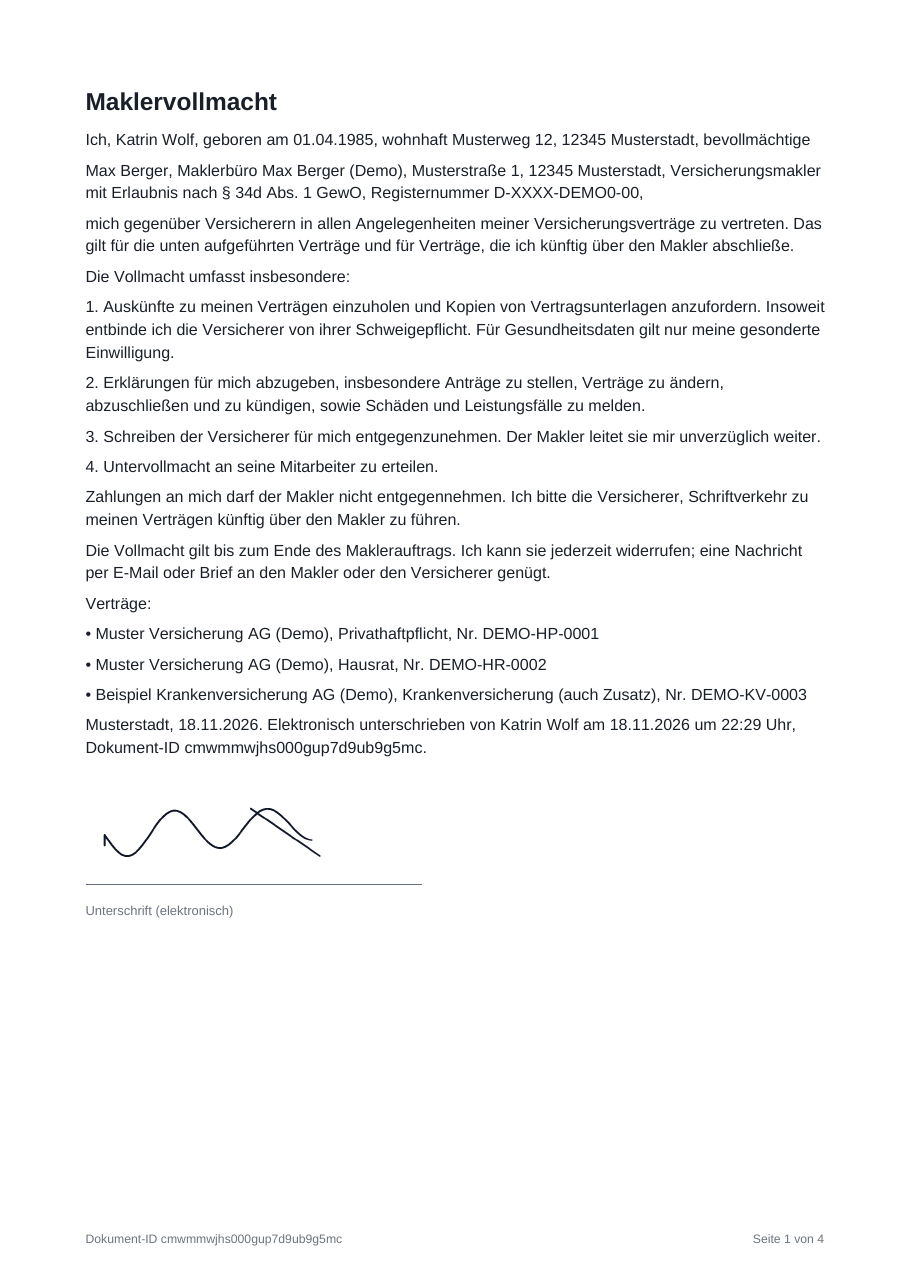 Maklervollmacht
Ich, Katrin Wolf, geboren am 01.04.1985, wohnhaft Musterweg 12, 12345 Musterstadt, bevollmächtige
Max Berger, Maklerbüro Max Berger (Demo), Musterstraße 1, 12345 Musterstadt, Versicherungsmakler
mit Erlaubnis nach § 34d Abs. 1 GewO, Registernummer D-XXXX-DEMO0-00,
mich gegenüber Versicherern in allen Angelegenheiten meiner Versicherungsverträge zu vertreten. Das
gilt für die unten aufgeführten Verträge und für Verträge, die ich künftig über den Makler abschließe.
Die Vollmacht umfasst insbesondere:
1. Auskünfte zu meinen Verträgen einzuholen und Kopien von Vertragsunterlagen anzufordern. Insoweit
entbinde ich die Versicherer von ihrer Schweigepflicht. Für Gesundheitsdaten gilt nur meine gesonderte
Einwilligung.
2. Erklärungen für mich abzugeben, insbesondere Anträge zu stellen, Verträge zu ändern,
abzuschließen und zu kündigen, sowie Schäden und Leistungsfälle zu melden.
3. Schreiben der Versicherer für mich entgegenzunehmen. Der Makler leitet sie mir unverzüglich weiter.
4. Untervollmacht an seine Mitarbeiter zu erteilen.
Zahlungen an mich darf der Makler nicht entgegennehmen. Ich bitte die Versicherer, Schriftverkehr zu
meinen Verträgen künftig über den Makler zu führen.
Die Vollmacht gilt bis zum Ende des Maklerauftrags. Ich kann sie jederzeit widerrufen; eine Nachricht
per E-Mail oder Brief an den Makler oder den Versicherer genügt.
Verträge:
• Muster Versicherung AG (Demo), Privathaftpflicht, Nr. DEMO-HP-0001
• Muster Versicherung AG (Demo), Hausrat, Nr. DEMO-HR-0002
• Beispiel Krankenversicherung AG (Demo), Krankenversicherung (auch Zusatz), Nr. DEMO-KV-0003
Musterstadt, 18.11.2026. Elektronisch unterschrieben von Katrin Wolf am 18.11.2026 um 22:29 Uhr,
Dokument-ID cmwmmwjhs000gup7d9ub9g5mc.
Unterschrift (elektronisch)
Dokument-ID cmwmmwjhs000gup7d9ub9g5mc
Seite 1 von 4